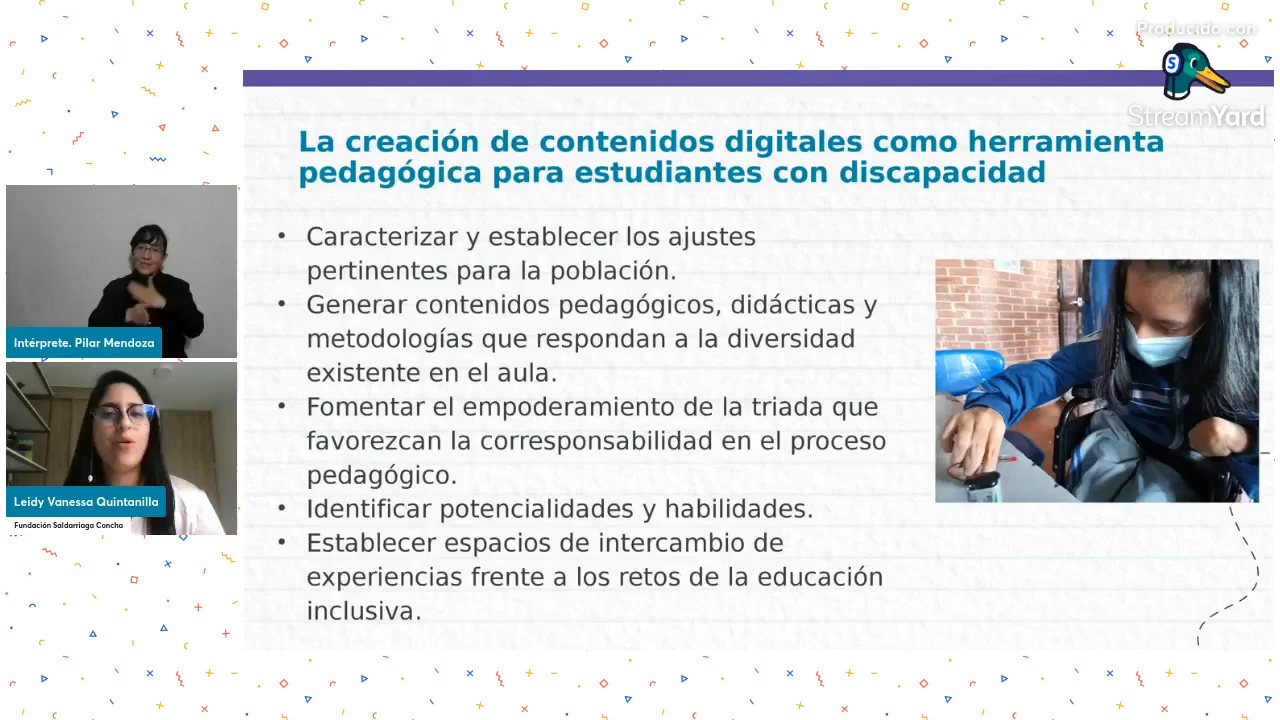 Producido con
StreamYard
La creación de contenidos digitales como herramienta
pedagógica para estudiantes con discapacidad
• Caracterizar y establecer los ajustes
pertinentes para la población.
• Generar contenidos pedagógicos, didácticas y
metodologías que respondan a la diversidad
existente en el aula.
• Fomentar el empoderamiento de la triada que
favorezcan la corresponsabilidad en el proceso
pedagógico.
• Identificar potencialidades y habilidades.
• Establecer espacios de intercambio de
experiencias frente a los retos de la educación
inclusiva.
Intérprete. Pilar Mendoza
Leidy Vanessa Quintanilla
Fundación Saldarriaga Concha